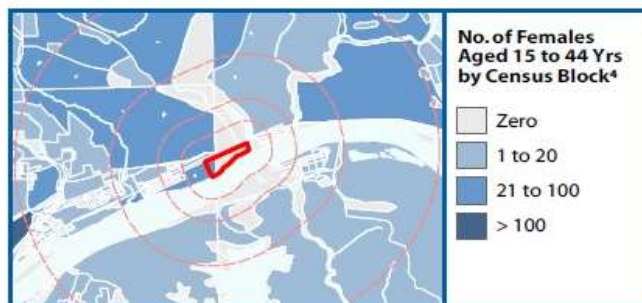 No. of Females
Aged 15 to 44 Yrs
by Census Block⁴
Zero
1 to 20
21 to 100
> 100